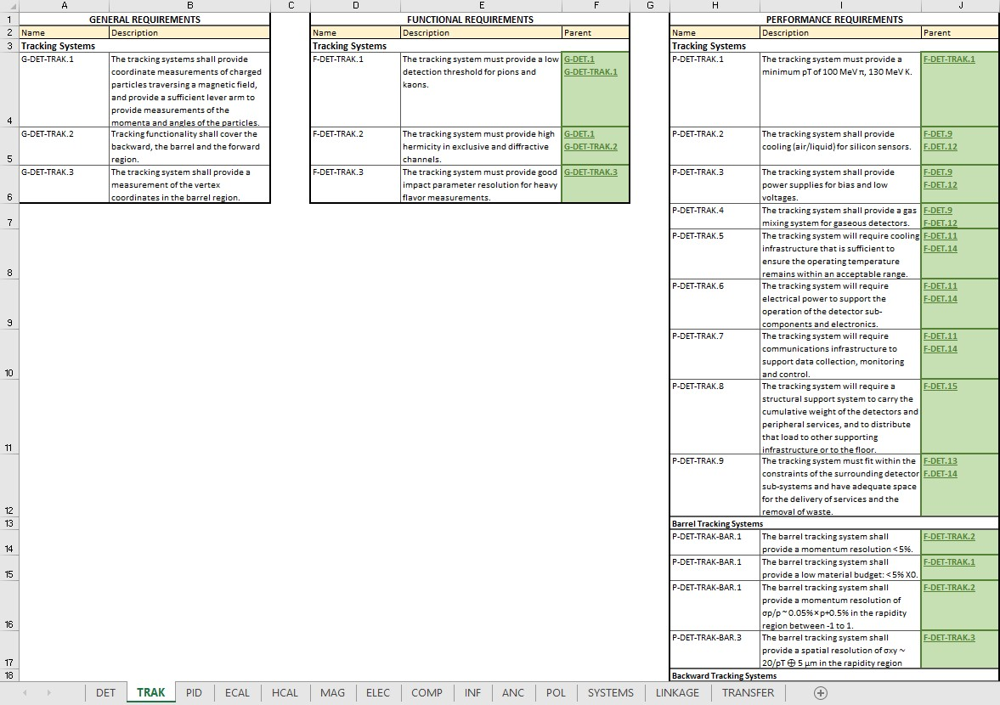 A B C D E F G H I J
1 GENERAL REQUIREMENTS FUNCTIONAL REQUIREMENTS PERFORMANCE REQUIREMENTS
2 Name Description Name Description Parent Name Description Parent
3 Tracking Systems Tracking Systems Tracking Systems
G-DET-TRAK.1 The tracking systems shall provide F-DET-TRAK.1 The tracking system must provide a low G-DET.1 P-DET-TRAK.1 The tracking system must provide a F-DET-TRAK.1
coordinate measurements of charged detection threshold for pions and G-DET-TRAK.1 minimum pT of 100 MeV π, 130 MeV K.
particles traversing a magnetic field, kaons.
and provide a sufficient lever arm to
provide measurements of the
4 momenta and angles of the particles.
G-DET-TRAK.2 Tracking functionality shall cover the F-DET-TRAK.2 The tracking system must provide high G-DET.1 P-DET-TRAK.2 The tracking system shall provide F-DET.9
backward, the barrel and the forward hermicity in exclusive and diffractive G-DET-TRAK.2 cooling (air/liquid) for silicon sensors. F.DET.12
5 region. channels.
G-DET-TRAK.3 The tracking system shall provide a F-DET-TRAK.3 The tracking system must provide good G-DET-TRAK.3 P-DET-TRAK.3 The tracking system shall provide F-DET.9
measurement of the vertex impact parameter resolution for heavy power supplies for bias and low F-DET.12
6 coordinates in the barrel region. flavor measurements. voltages.
P-DET-TRAK.4 The tracking system shall provide a gas F-DET.9
7 mixing system for gaseous detectors. F-DET.12
P-DET-TRAK.5 The tracking system will require cooling F-DET.11
infrastructure that is sufficient to F-DET.14
ensure the operating temperature
8 remains within an acceptable range.
P-DET-TRAK.6 The tracking system will require F-DET.11
electrical power to support the F-DET.14
operation of the detector sub-
9 components and electronics.
P-DET-TRAK.7 The tracking system will require F-DET.11
communications infrastructure to F-DET.14
support data collection, monitoring
10 and control.
P-DET-TRAK.8 The tracking system will require a F-DET.15
structural support system to carry the
cumulative weight of the detectors and
peripheral services, and to distribute
that load to other supporting
11 infrastructure or to the floor.
P-DET-TRAK.9 The tracking system must fit within the F-DET.13
constraints of the surrounding detector F.DET-14
sub-systems and have adequate space
for the delivery of services and the
12 removal of waste.
13 Barrel Tracking Systems
P-DET-TRAK-BAR.1 The barrel tracking system shall F-DET-TRAK.2
14 provide a momentum resolution < 5%.
P-DET-TRAK-BAR.1 The barrel tracking system shall F-DET-TRAK.1
15 provide a low material budget: < 5% X0.
P-DET-TRAK-BAR.1 The barrel tracking system shall F-DET-TRAK.2
provide a momentum resolution of
σp/p ~ 0.05%×p+0.5% in the rapidity
16 region between -1 to 1.
P-DET-TRAK-BAR.3 The barrel tracking system shall F-DET-TRAK.3
provide a spatial resolution of σxy ~
17 20/pT ⊕ 5 μm in the rapidity region
18 Backward Tracking Systems
DET TRAK PID ECAL HCAL MAG ELEC COMP INF ANC POL SYSTEMS LINKAGE TRANSFER